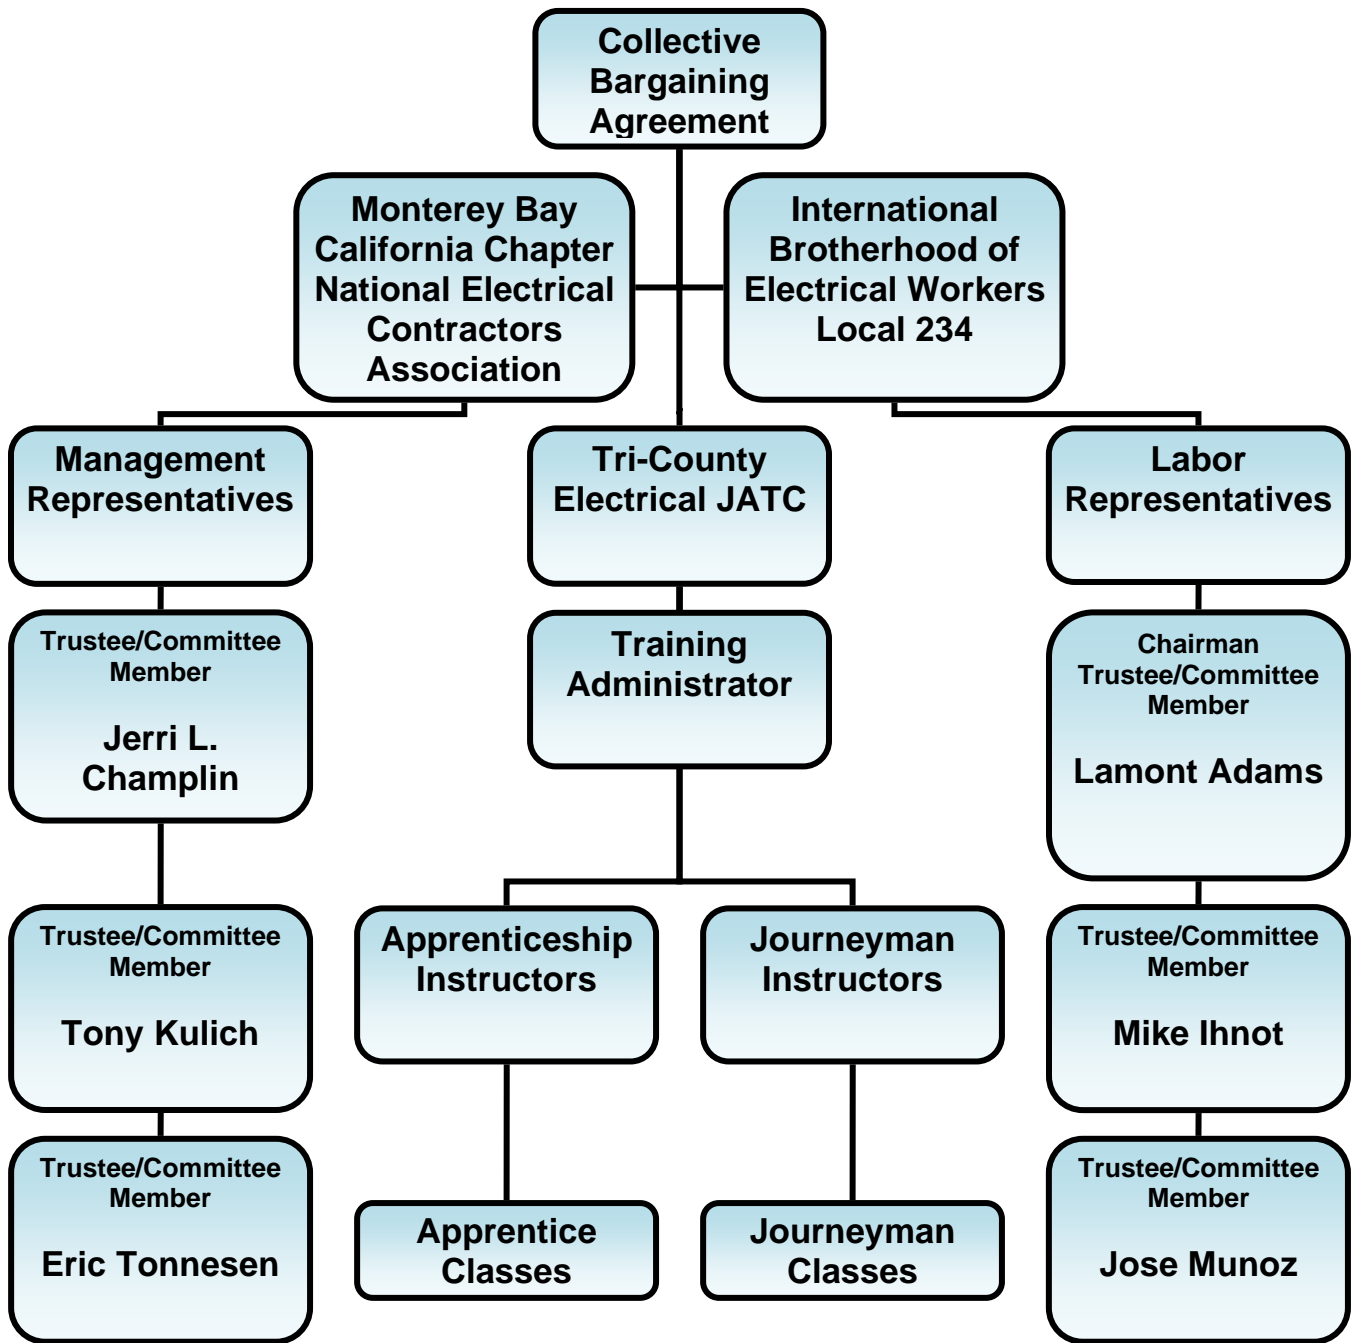 Collective
Bargaining
Agreement
Monterey Bay
California Chapter
National Electrical
Contractors
Association
International
Brotherhood of
Electrical Workers
Local 234
Management
Representatives
Tri-County
Electrical JATC
Labor
Representatives
Trustee/Committee
Member
Jerri L.
Champlin
Training
Administrator
Chairman
Trustee/Committee
Member
Lamont Adams
Trustee/Committee
Member
Tony Kulich
Apprenticeship
Instructors
Journeyman
Instructors
Trustee/Committee
Member
Mike Ihnot
Trustee/Committee
Member
Eric Tonnesen
Apprentice
Classes
Journeyman
Classes
Trustee/Committee
Member
Jose Munoz